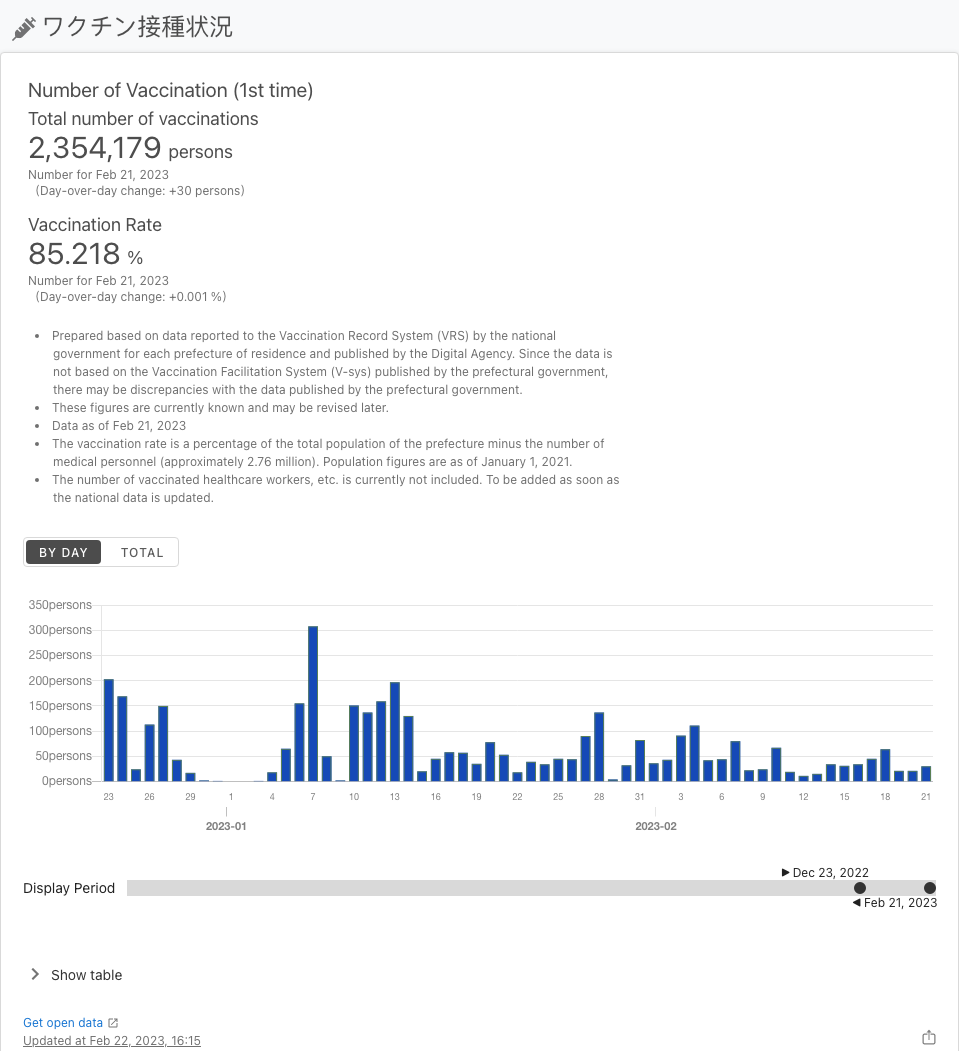 ワクチン接種状況
Number of Vaccination (1st time)
Total number of vaccinations
2,354,179 persons
Number for Feb 21, 2023
(Day-over-day change: +30 persons)
Vaccination Rate
85.218 %
Number for Feb 21, 2023
(Day-over-day change: +0.001 %)
• Prepared based on data reported to the Vaccination Record System (VRS) by the national
government for each prefecture of residence and published by the Digital Agency. Since the data is
not based on the Vaccination Facilitation System (V-sys) published by the prefectural government,
there may be discrepancies with the data published by the prefectural government.
• These figures are currently known and may be revised later.
• Data as of Feb 21, 2023
• The vaccination rate is a percentage of the total population of the prefecture minus the number of
medical personnel (approximately 2.76 million). Population figures are as of January 1, 2021.
• The number of vaccinated healthcare workers, etc. is currently not included. To be added as soon as
the national data is updated.
BY DAY TOTAL
350persons
300persons
250persons
200persons
150persons
100persons
50persons
0persons
23 26 29 1 4 7 10 13 16 19 22 25 28 31 3 6 9 12 15 18 21
2023-01 2023-02
▶ Dec 23, 2022
Display Period
◀ Feb 21, 2023
Show table
Get open data
Updated at Feb 22, 2023, 16:15